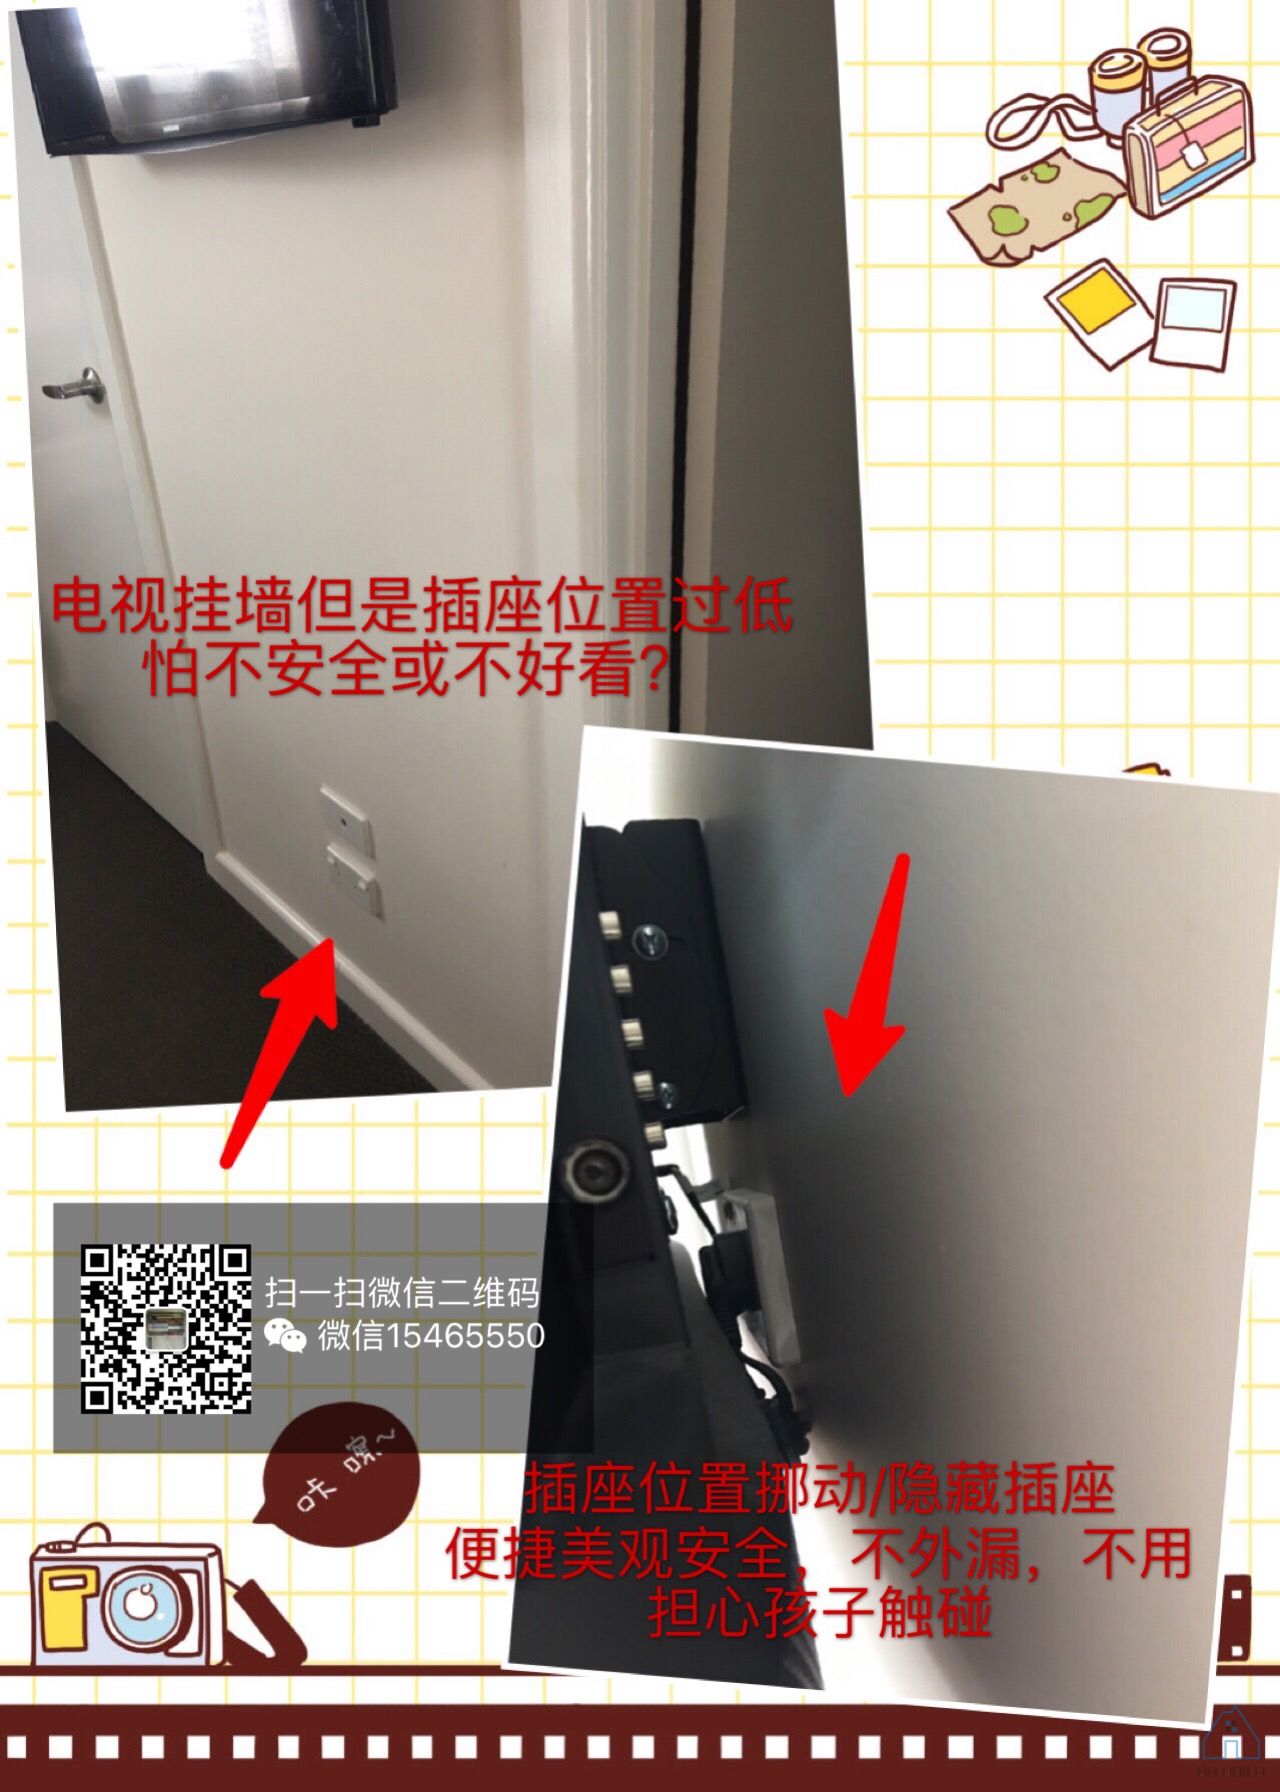 电视挂墙但是插座位置过低
怕不安全或不好看?
扫一扫微信二维码
微信15465550
咔嚓~
插座位置挪动/隐藏插座
便捷美观安全，不外漏，不用
担心孩子触碰